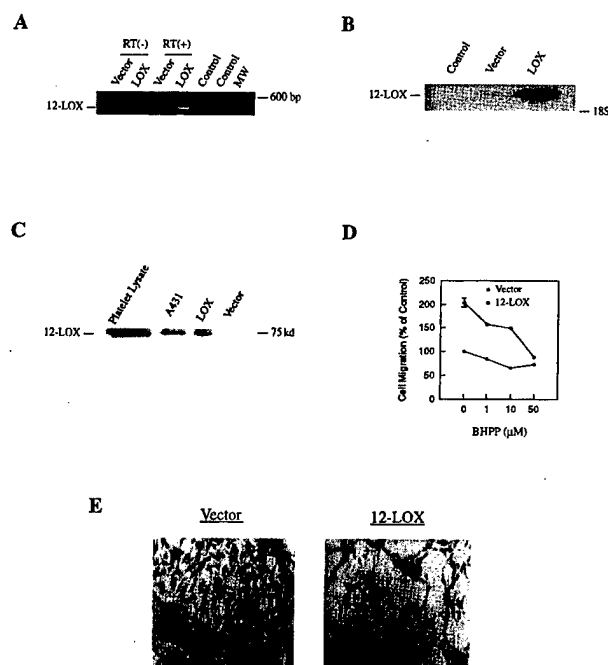 A
RT(-) RT(+)
Vector LOX Vector LOX Control Control MW
12-LOX
600 bp
B
Control Vector LOX
12-LOX
18S
C
Platelet Lysate A431 LOX Vector
12-LOX
75 kd
D
250
200
150
100
50
0
Cell Migration (% of Control)
Vector
12-LOX
0 1 10 50
BHPP (µM)
E
Vector 12-LOX